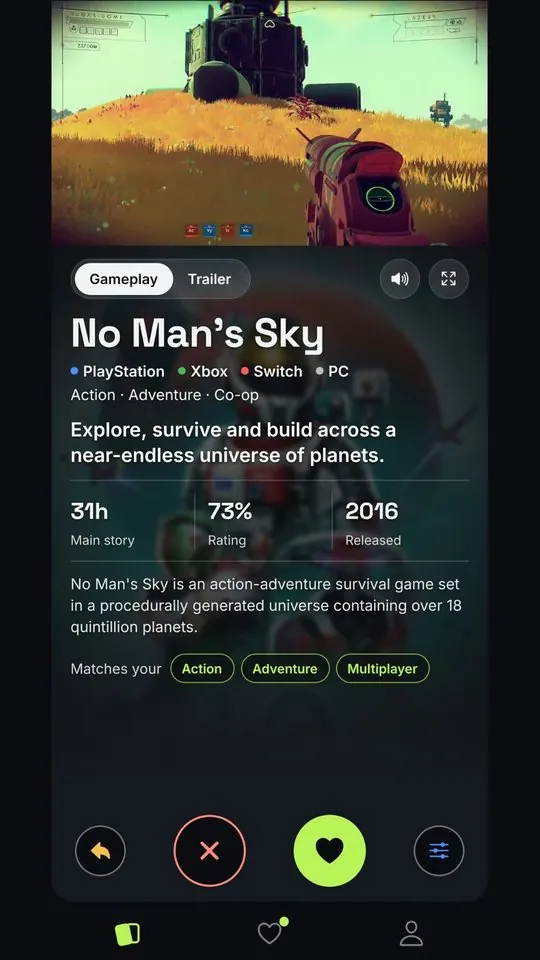 Gameplay Trailer
No Man's Sky
PlayStation Xbox Switch PC
Action · Adventure · Co-op
Explore, survive and build across a
near-endless universe of planets.
31h 73% 2016
Main story Rating Released
No Man's Sky is an action-adventure survival game set
in a procedurally generated universe containing over 18
quintillion planets.
Matches your Action Adventure Multiplayer